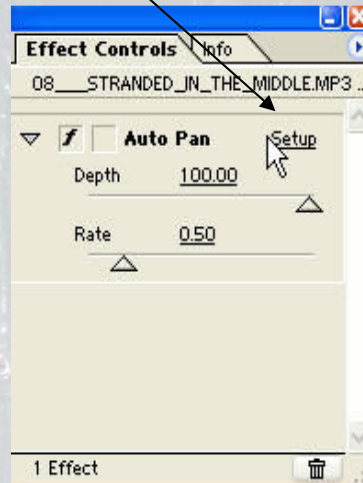 Effect Controls Info
08___STRANDED_IN_THE_MIDDLE.MP3 ..
f Auto Pan Setup
Depth 100.00
Rate 0.50
1 Effect